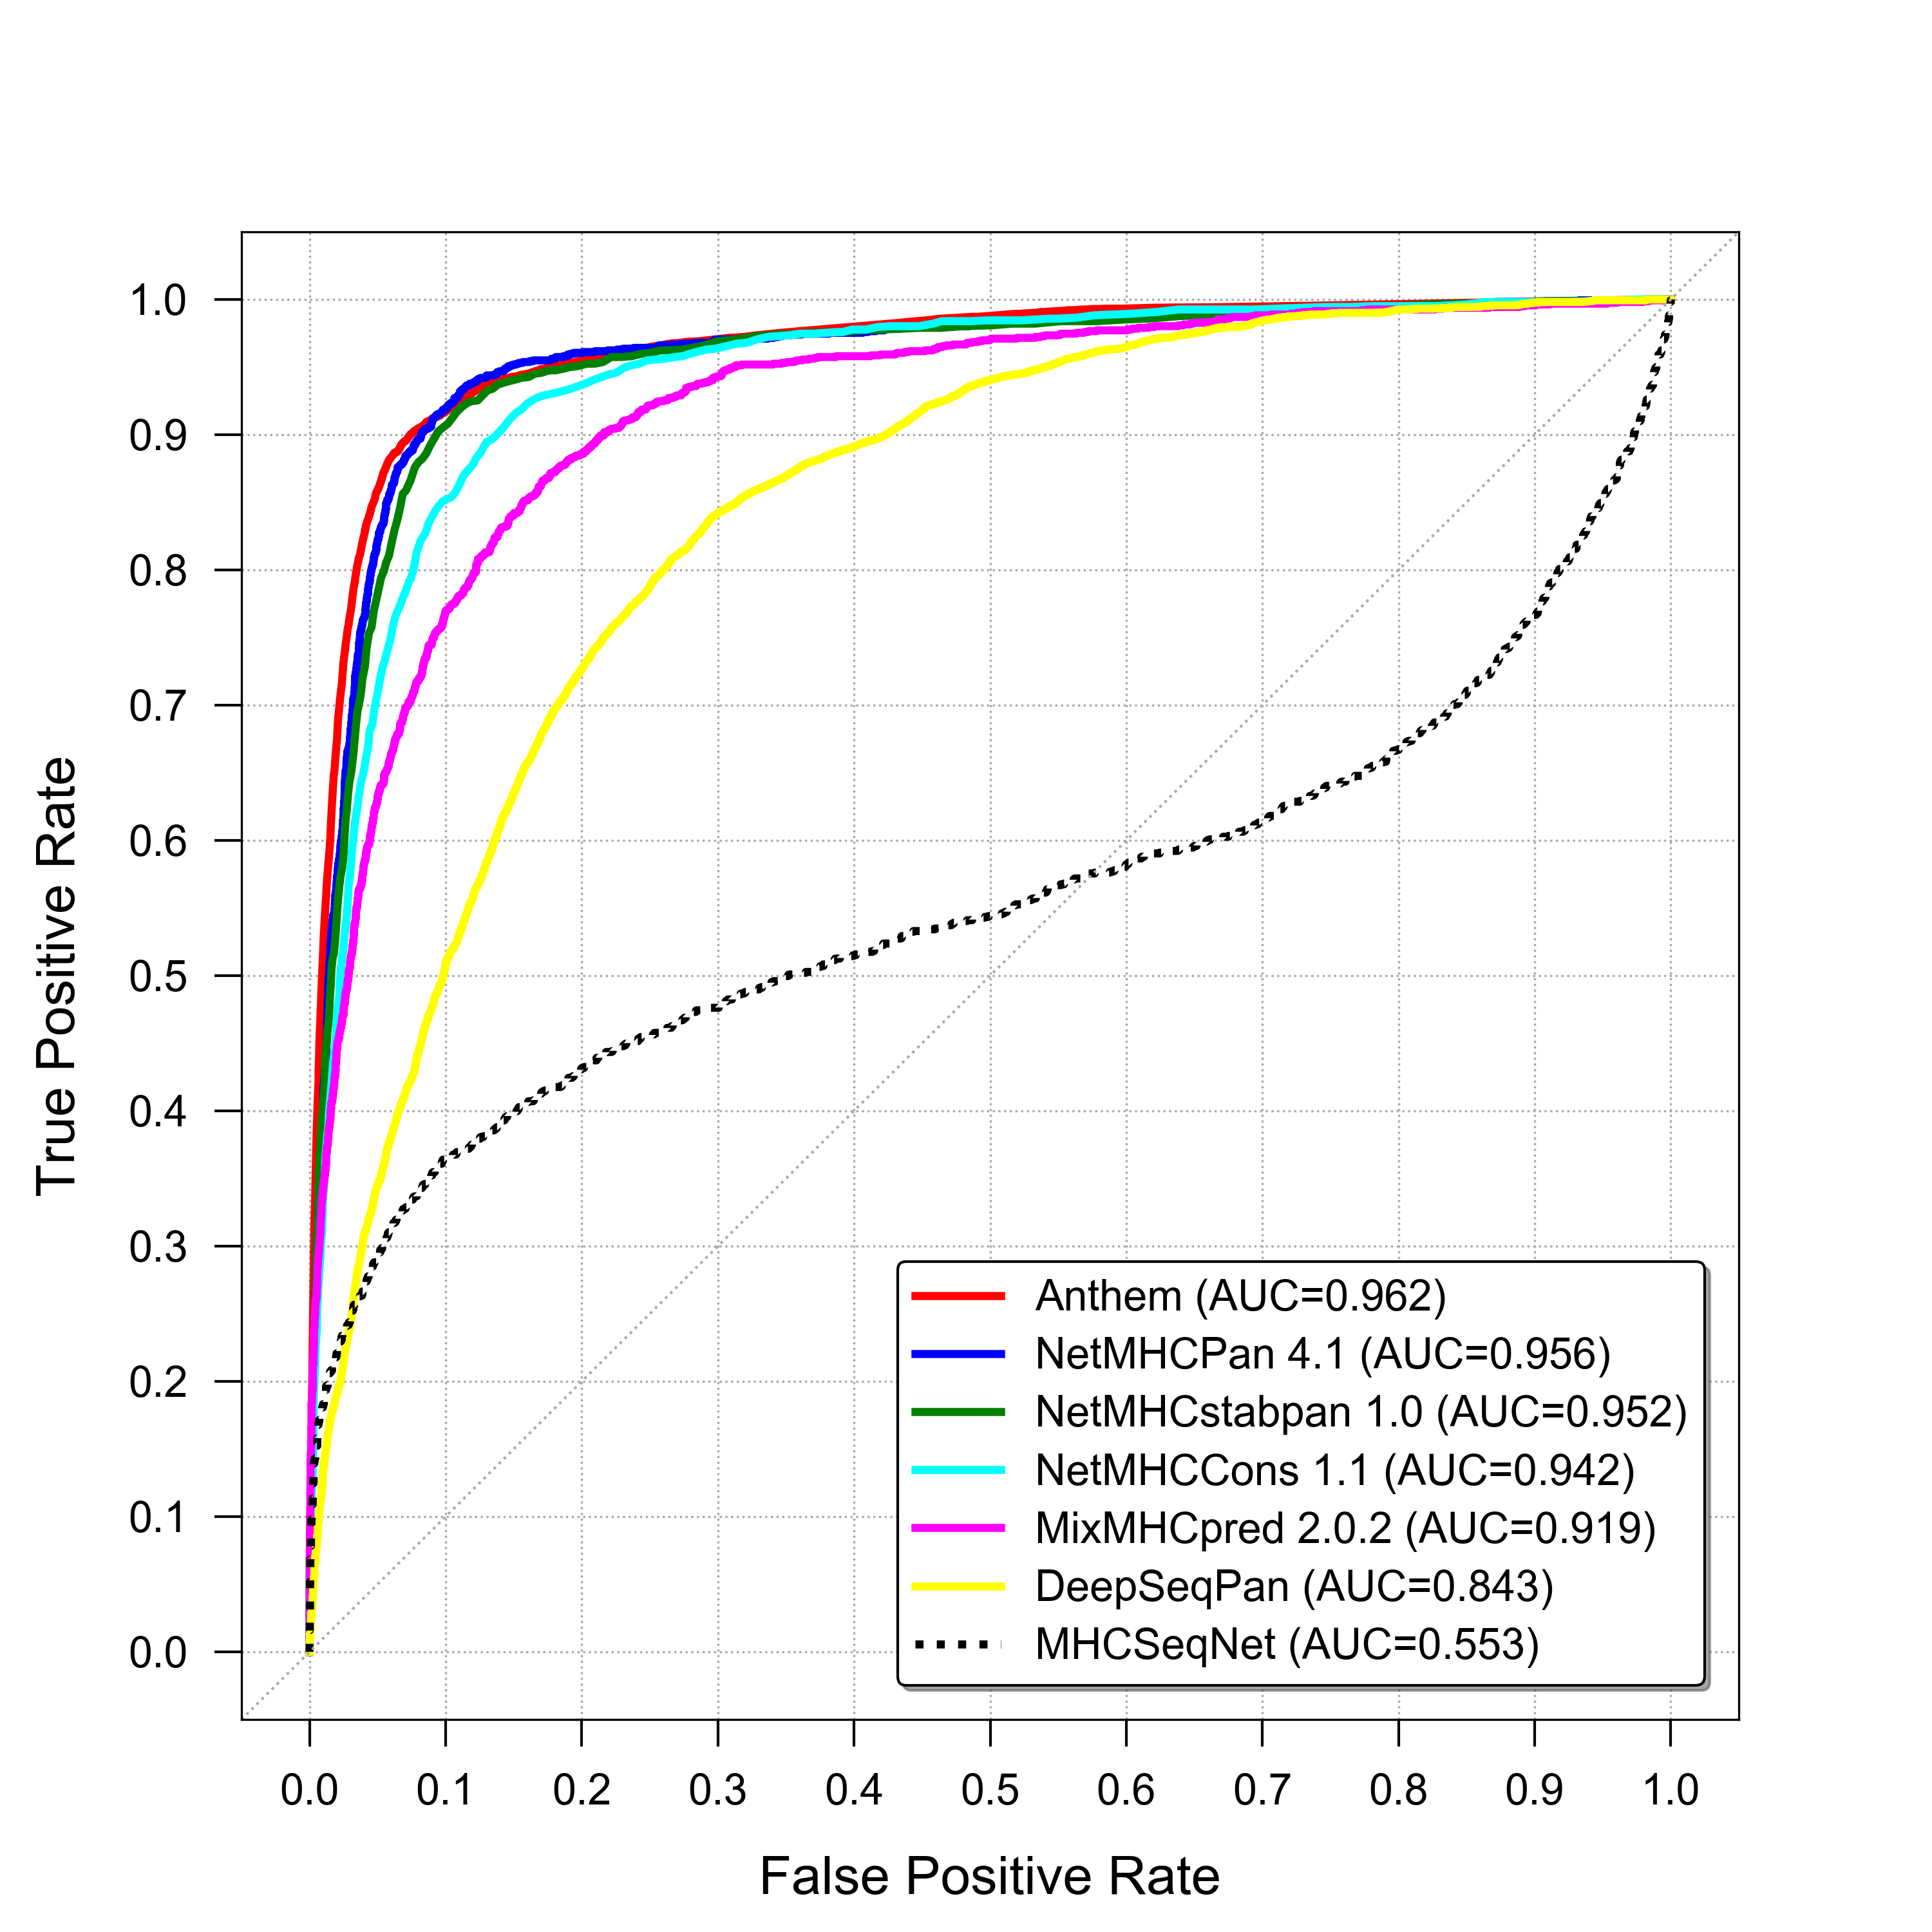 True Positive Rate
1.0
0.9
0.8
0.7
0.6
0.5
0.4
0.3
0.2
0.1
0.0
Anthem (AUC=0.962)
NetMHCPan 4.1 (AUC=0.956)
NetMHCstabpan 1.0 (AUC=0.952)
NetMHCCons 1.1 (AUC=0.942)
MixMHCpred 2.0.2 (AUC=0.919)
DeepSeqPan (AUC=0.843)
MHCSeqNet (AUC=0.553)
0.0 0.1 0.2 0.3 0.4 0.5 0.6 0.7 0.8 0.9 1.0
False Positive Rate